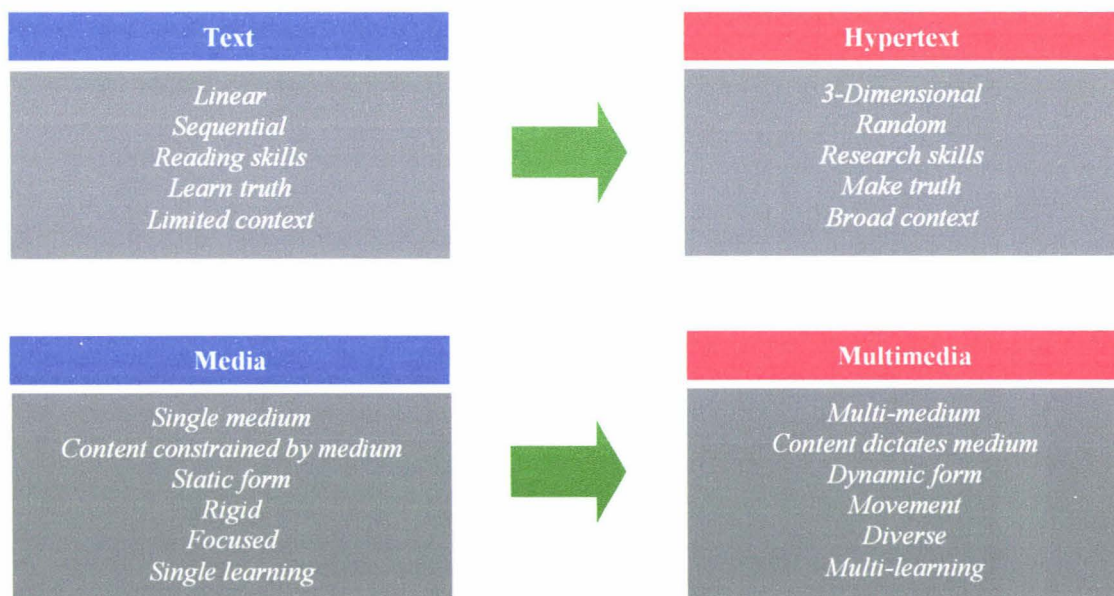 Text
Linear
Sequential
Reading skills
Learn truth
Limited context
Hypertext
3-Dimensional
Random
Research skills
Make truth
Broad context
Media
Single medium
Content constrained by medium
Static form
Rigid
Focused
Single learning
Multimedia
Multi-medium
Content dictates medium
Dynamic form
Movement
Diverse
Multi-learning